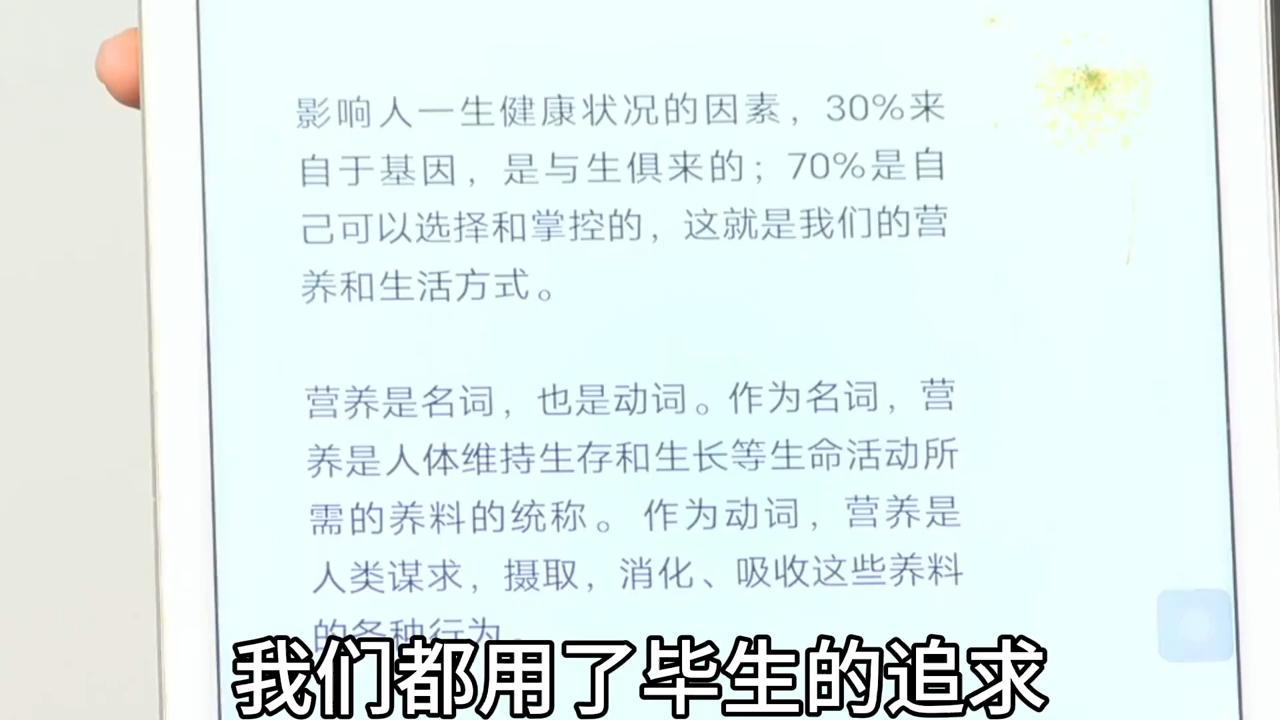 影响人一生健康状况的因素，30%来
自于基因，是与生俱来的；70%是自
己可以选择和掌控的，这就是我们的营
养和生活方式。
营养是名词，也是动词。作为名词，营
养是人体维持生存和生长等生命活动所
需的养料的统称。作为动词，营养是
人类谋求，摄取，消化、吸收这些养料
的各种行为。
我们都用了毕生的追求